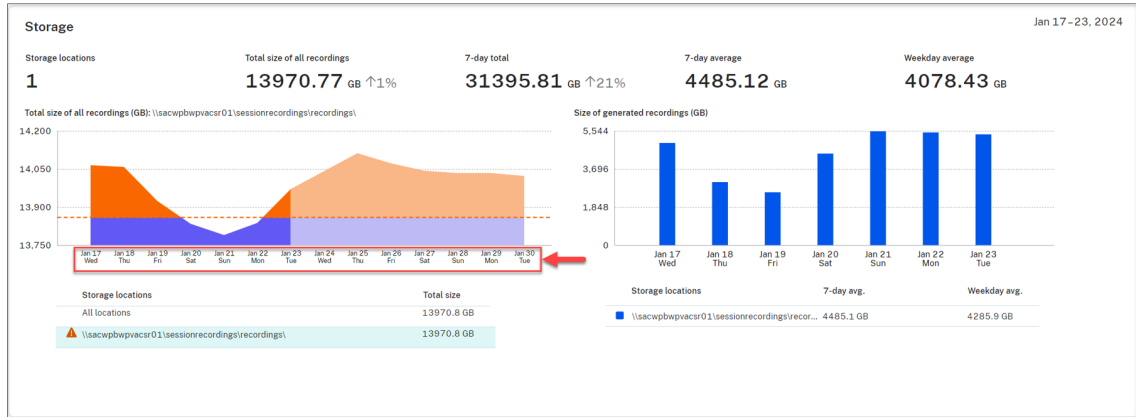 Storage
Jan 17–23, 2024
Storage locations
1
Total size of all recordings
13970.77 GB ↑1%
7-day total
31395.81 GB ↑21%
7-day average
4485.12 GB
Weekday average
4078.43 GB
Total size of all recordings (GB): \\sacwpbwpvacsr01\sessionrecordings\recordings\
14,200
14,050
13,900
13,750
Jan 17 Jan 18 Jan 19 Jan 20 Jan 21 Jan 22 Jan 23 Jan 24 Jan 25 Jan 26 Jan 27 Jan 28 Jan 29 Jan 30
Wed Thu Fri Sat Sun Mon Tue Wed Thu Fri Sat Sun Mon Tue
Storage locations Total size
All locations 13970.8 GB
\\sacwpbwpvacsr01\sessionrecordings\recordings\ 13970.8 GB
Size of generated recordings (GB)
5,544
3,696
1,848
0
Jan 17 Jan 18 Jan 19 Jan 20 Jan 21 Jan 22 Jan 23
Wed Thu Fri Sat Sun Mon Tue
Storage locations 7-day avg. Weekday avg.
\\sacwpbwpvacsr01\sessionrecordings\recor... 4485.1 GB 4285.9 GB